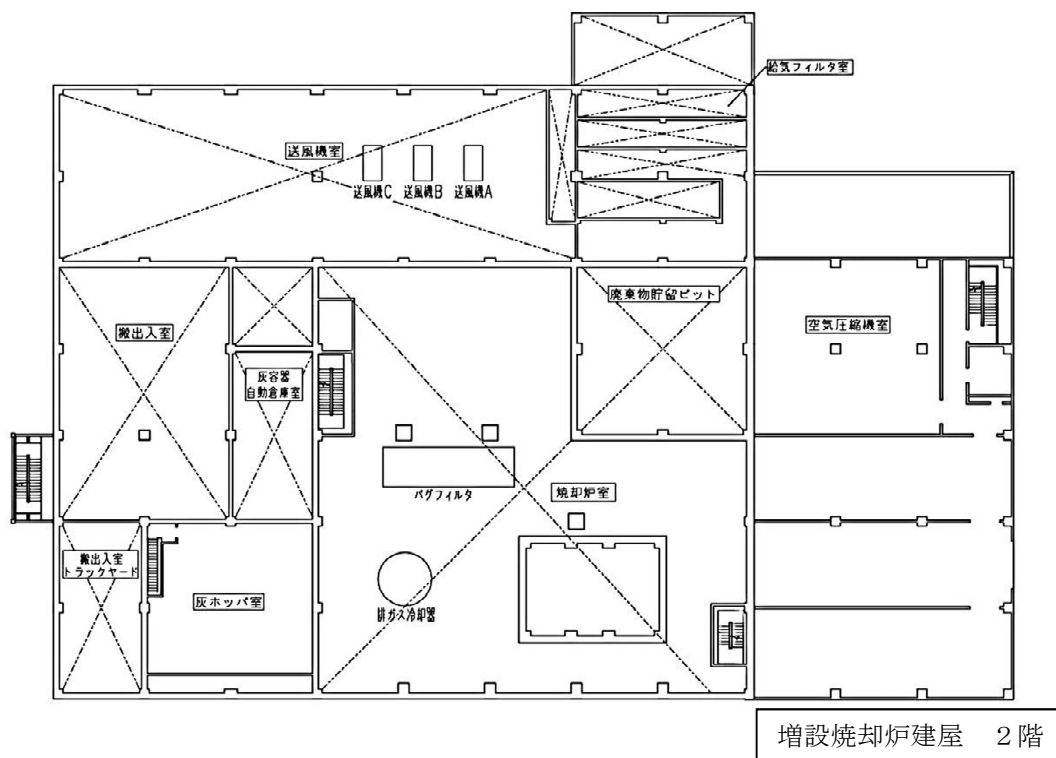 給気フィルタ室
送風機室
送風機C
送風機B
送風機A
廃棄物貯留ピット
搬出入室
空気圧縮機室
灰容器
自動倉庫室
バグフィルタ
焼却炉室
搬出入室
トラックヤード
灰ホッパ室
排ガス冷却器
増設焼却炉建屋　２階